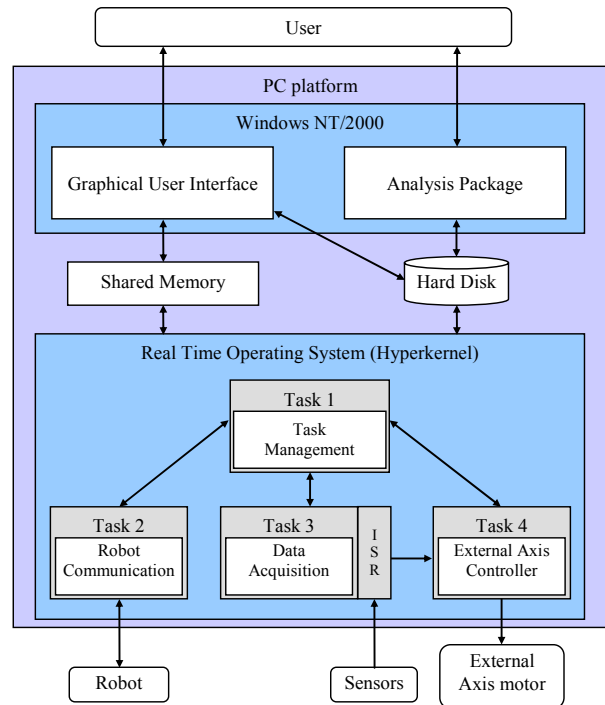 User
PC platform
Windows NT/2000
Graphical User Interface
Analysis Package
Shared Memory
Hard Disk
Real Time Operating System (Hyperkernel)
Task 1
Task
Management
Task 2
Robot
Communication
Task 3
Data
Acquisition
I
S
R
Task 4
External Axis
Controller
Robot
Sensors
External
Axis motor